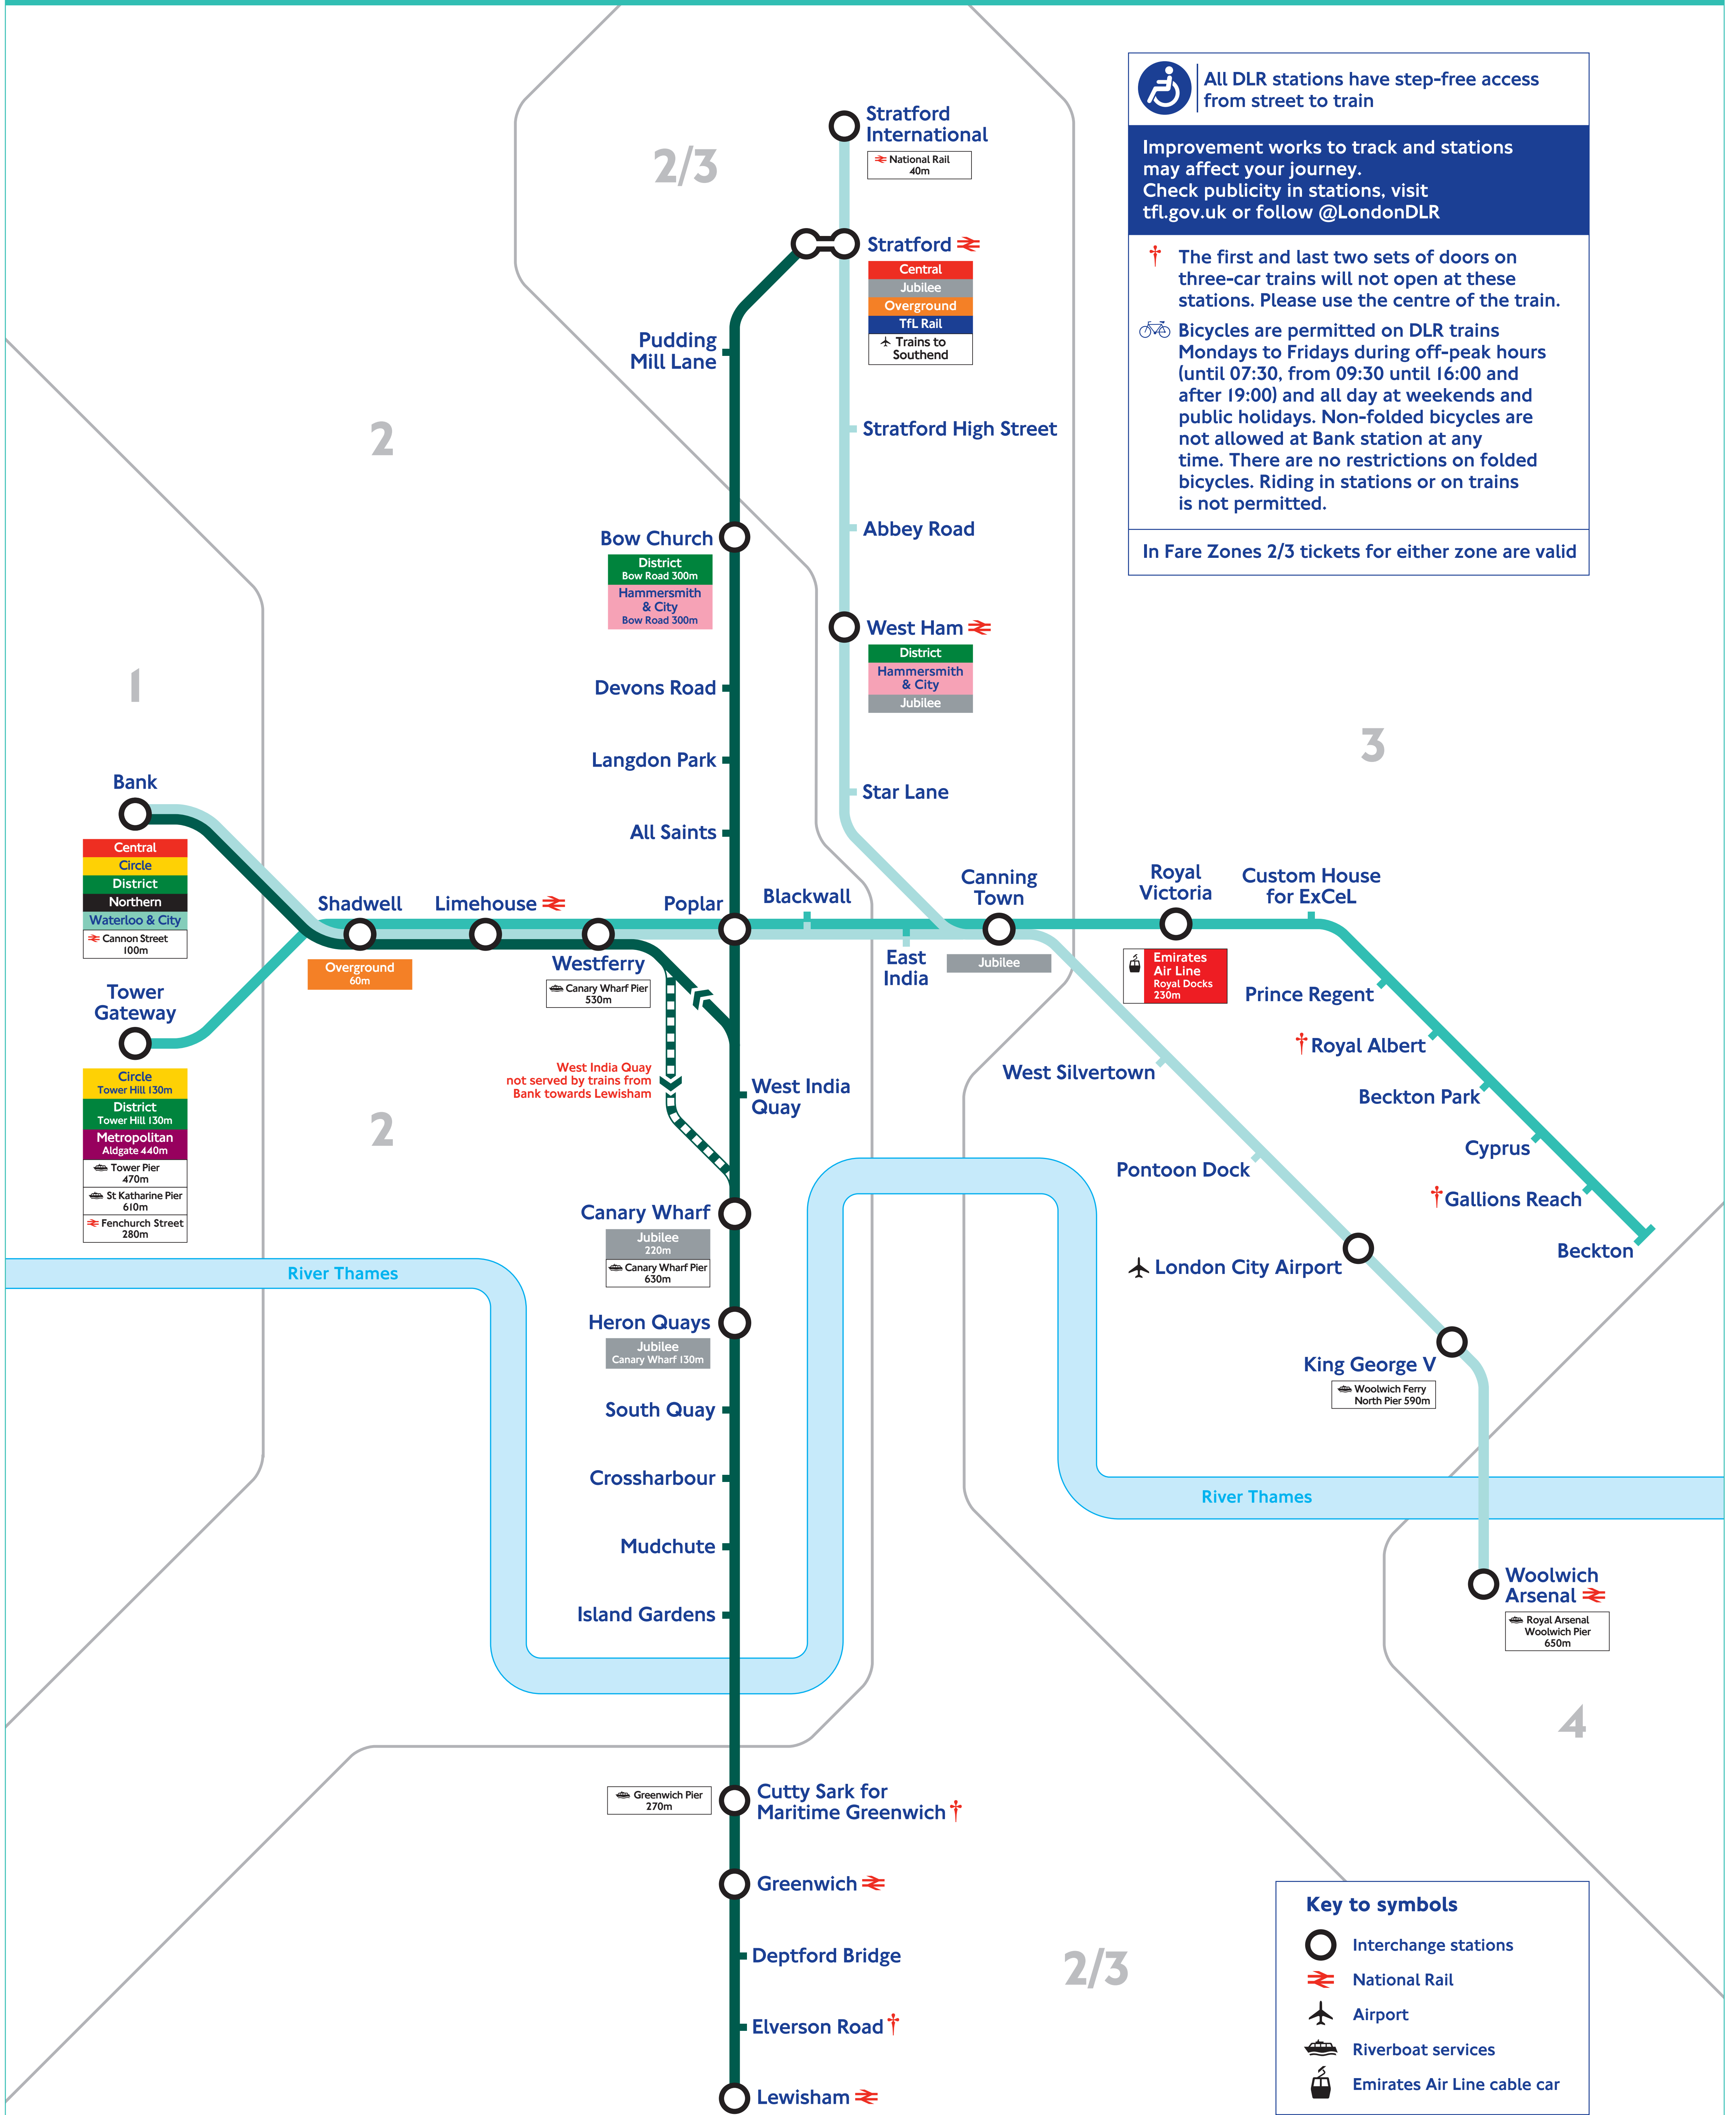 All DLR stations have step-free access
from street to train
Improvement works to track and stations
may affect your journey.
Check publicity in stations, visit
tfl.gov.uk or follow @LondonDLR
† The first and last two sets of doors on
three-car trains will not open at these
stations. Please use the centre of the train.
Bicycles are permitted on DLR trains
Mondays to Fridays during off-peak hours
(until 07:30, from 09:30 until 16:00 and
after 19:00) and all day at weekends and
public holidays. Non-folded bicycles are
not allowed at Bank station at any
time. There are no restrictions on folded
bicycles. Riding in stations or on trains
is not permitted.
In Fare Zones 2/3 tickets for either zone are valid
2/3
Stratford
International
National Rail
40m
Stratford
Central
Jubilee
Overground
TfL Rail
Trains to
Southend
Pudding
Mill Lane
2
Stratford High Street
Abbey Road
Bow Church
District
Bow Road 300m
Hammersmith
& City
Bow Road 300m
West Ham
District
Hammersmith
& City
Jubilee
1
Devons Road
3
Langdon Park
Star Lane
All Saints
Bank
Central
Circle
District
Northern
Waterloo & City
Cannon Street
100m
Tower
Gateway
Circle
Tower Hill 130m
District
Tower Hill 130m
Metropolitan
Aldgate 440m
Tower Pier
470m
St Katharine Pier
610m
Fenchurch Street
280m
Shadwell
Overground
60m
Limehouse
Westferry
Canary Wharf Pier
530m
Poplar
Blackwall
East
India
Canning
Town
Jubilee
Royal
Victoria
Emirates
Air Line
Royal Docks
230m
Custom House
for ExCeL
Prince Regent
†Royal Albert
Beckton Park
Cyprus
†Gallions Reach
Beckton
West Silvertown
Pontoon Dock
London City Airport
King George V
Woolwich Ferry
North Pier 590m
West India Quay
not served by trains from
Bank towards Lewisham
West India
Quay
2
Canary Wharf
Jubilee
220m
Canary Wharf Pier
630m
River Thames
Heron Quays
Jubilee
Canary Wharf 130m
South Quay
Crossharbour
River Thames
Mudchute
Island Gardens
Woolwich
Arsenal
Royal Arsenal
Woolwich Pier
650m
4
Greenwich Pier
270m
Cutty Sark for
Maritime Greenwich†
Greenwich
Deptford Bridge
2/3
Elverson Road†
Lewisham
Key to symbols
Interchange stations
National Rail
Airport
Riverboat services
Emirates Air Line cable car